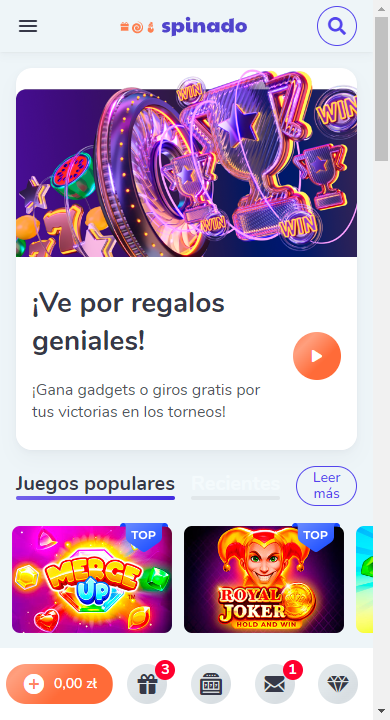 spinado
WIN
WIN
WIN
WIN
777
¡Ve por regalos
geniales!
¡Gana gadgets o giros gratis por
tus victorias en los torneos!
Juegos populares
Recientes
Leer
más
TOP
TOP
MERGE
UP
TM
ROYAL
JOKER
HOLD AND WIN
0,00 zł
3
1